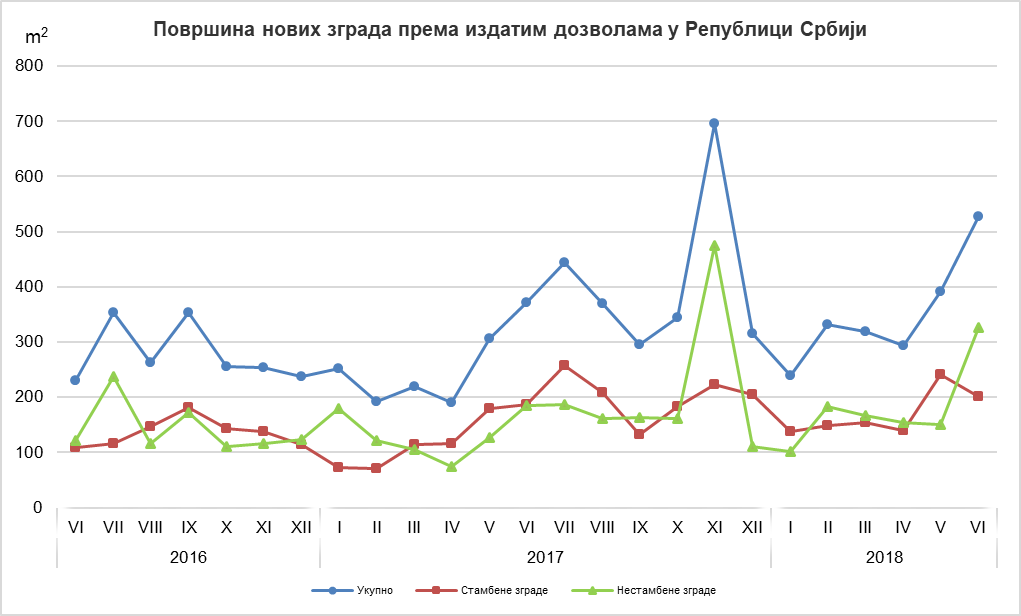 Површина нових зграда према издатим дозволама у Републици Србији
m²
800
700
600
500
400
300
200
100
0
VI VII VIII IX X XI XII I II III IV V VI VII VIII IX X XI XII I II III IV V VI
2016 2017 2018
Укупно Стамбене зграде Нестамбене зграде